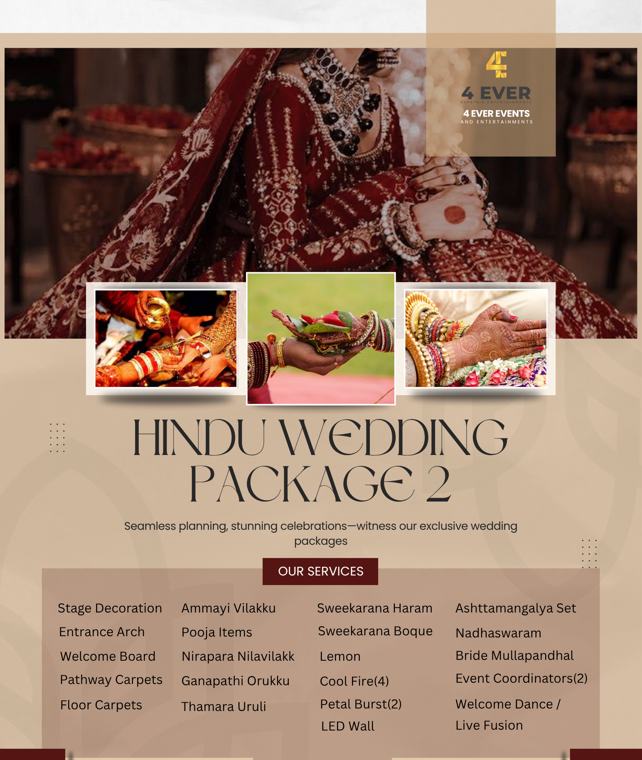 4 EVER
4 EVER EVENTS
AND ENTERTAINMENTS
HINDU WEDDING
PACKAGE 2
Seamless planning, stunning celebrations—witness our exclusive wedding
packages
OUR SERVICES
Stage Decoration
Entrance Arch
Welcome Board
Pathway Carpets
Floor Carpets
Ammayi Vilakku
Pooja Items
Nirapara Nilavilakk
Ganapathi Orukku
Thamara Uruli
Sweekarana Haram
Sweekarana Boque
Lemon
Cool Fire(4)
Petal Burst(2)
LED Wall
Ashttamangalya Set
Nadhaswaram
Bride Mullapandhal
Event Coordinators(2)
Welcome Dance /
Live Fusion